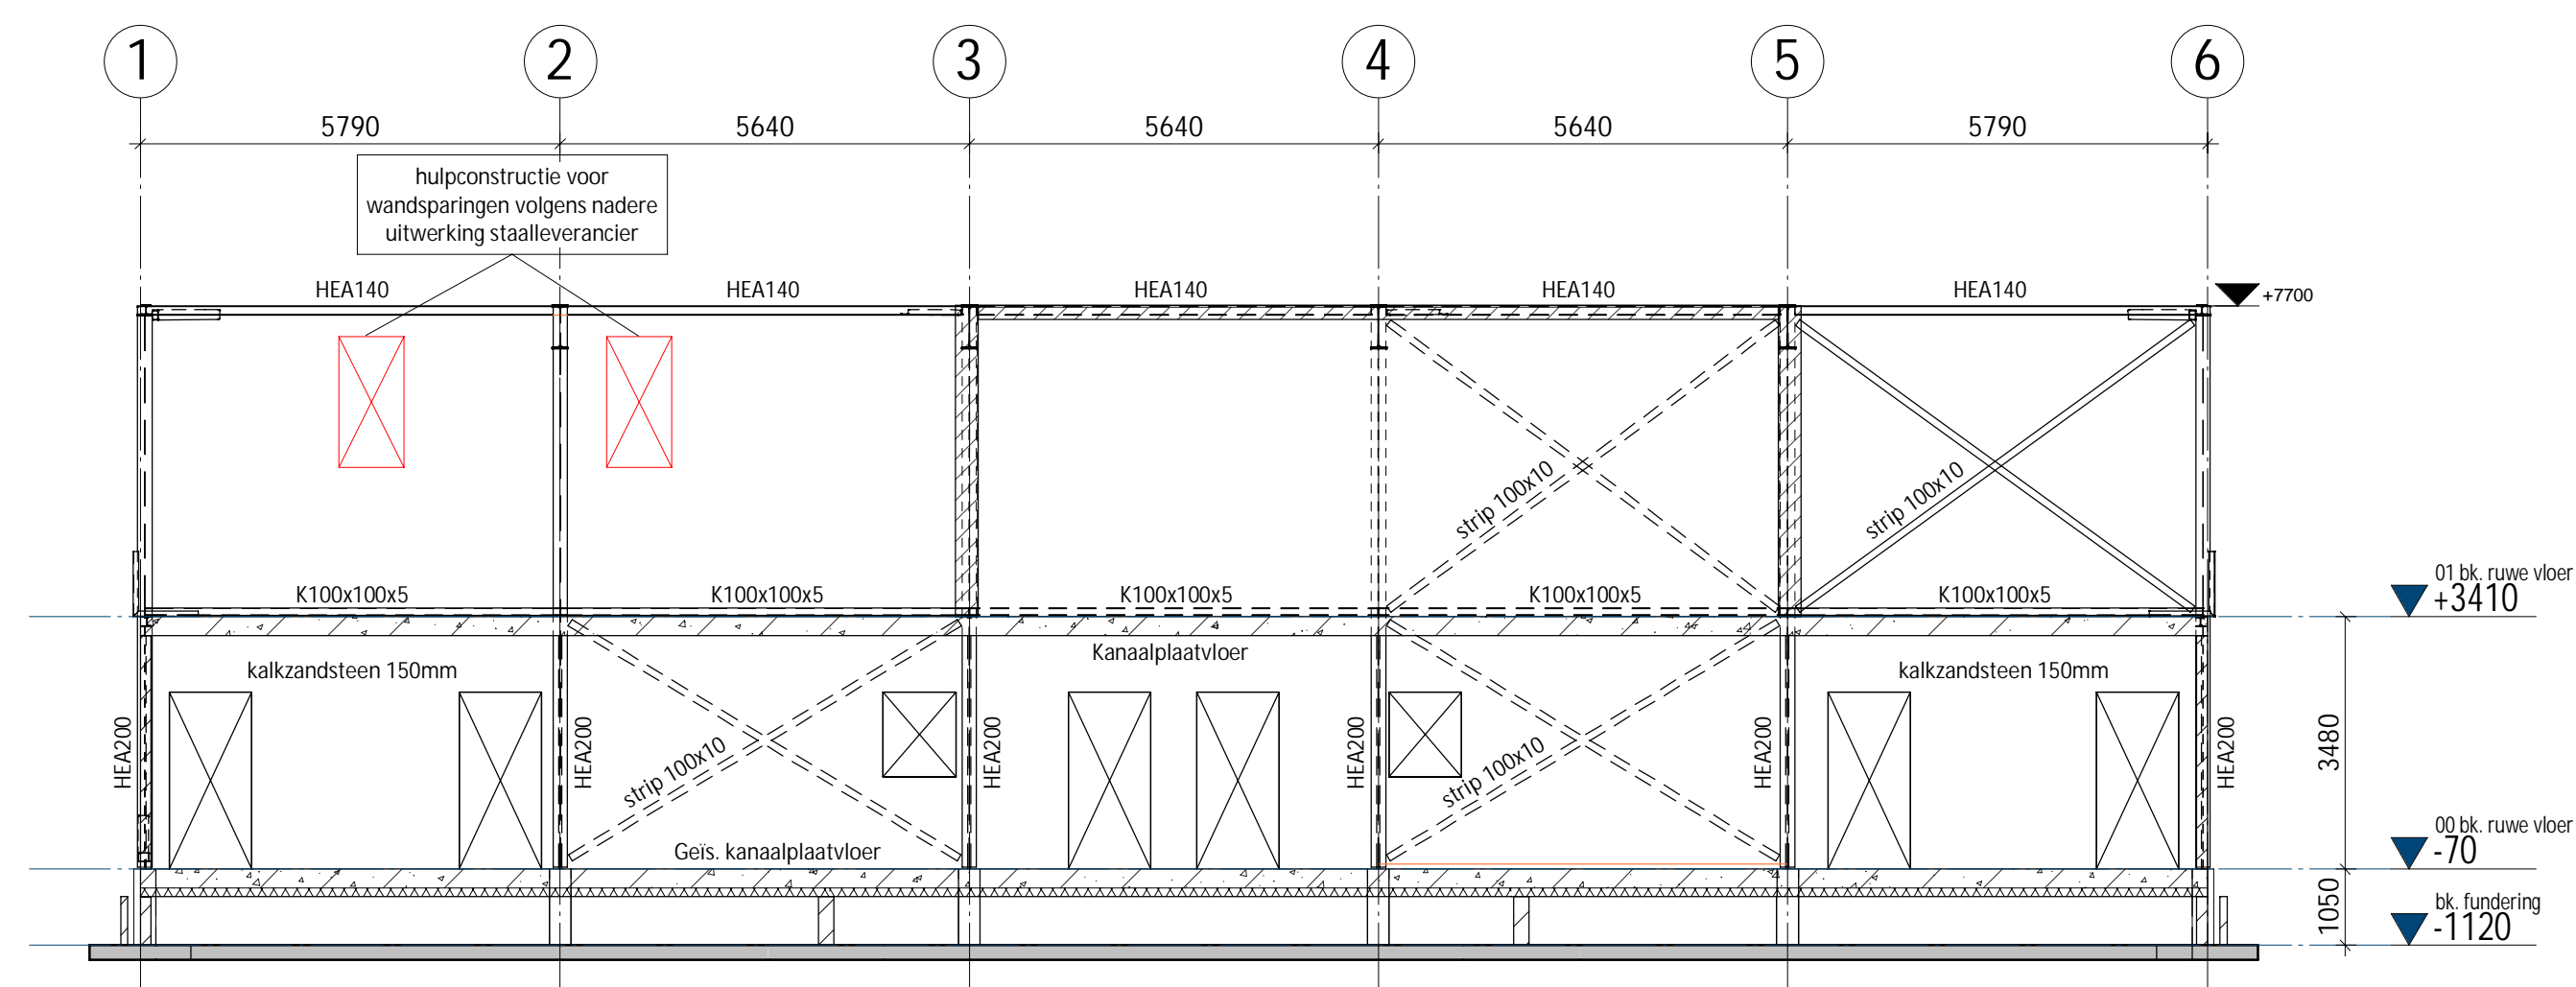 1
2
3
4
5
6
5790
5640
5640
5640
5790
hulpconstructie voor
wandsparingen volgens nadere
uitwerking staalleverancier
HEA140
HEA140
HEA140
HEA140
HEA140
+7700
strip 100x10
strip 100x10
K100x100x5
K100x100x5
K100x100x5
K100x100x5
K100x100x5
01 bk. ruwe vloer
+3410
kalkzandsteen 150mm
Kanaalplaatvloer
kalkzandsteen 150mm
HEA200
HEA200
HEA200
HEA200
HEA200
HEA200
strip 100x10
strip 100x10
3480
Geïs. kanaalplaatvloer
00 bk. ruwe vloer
-70
1050
bk. fundering
-1120